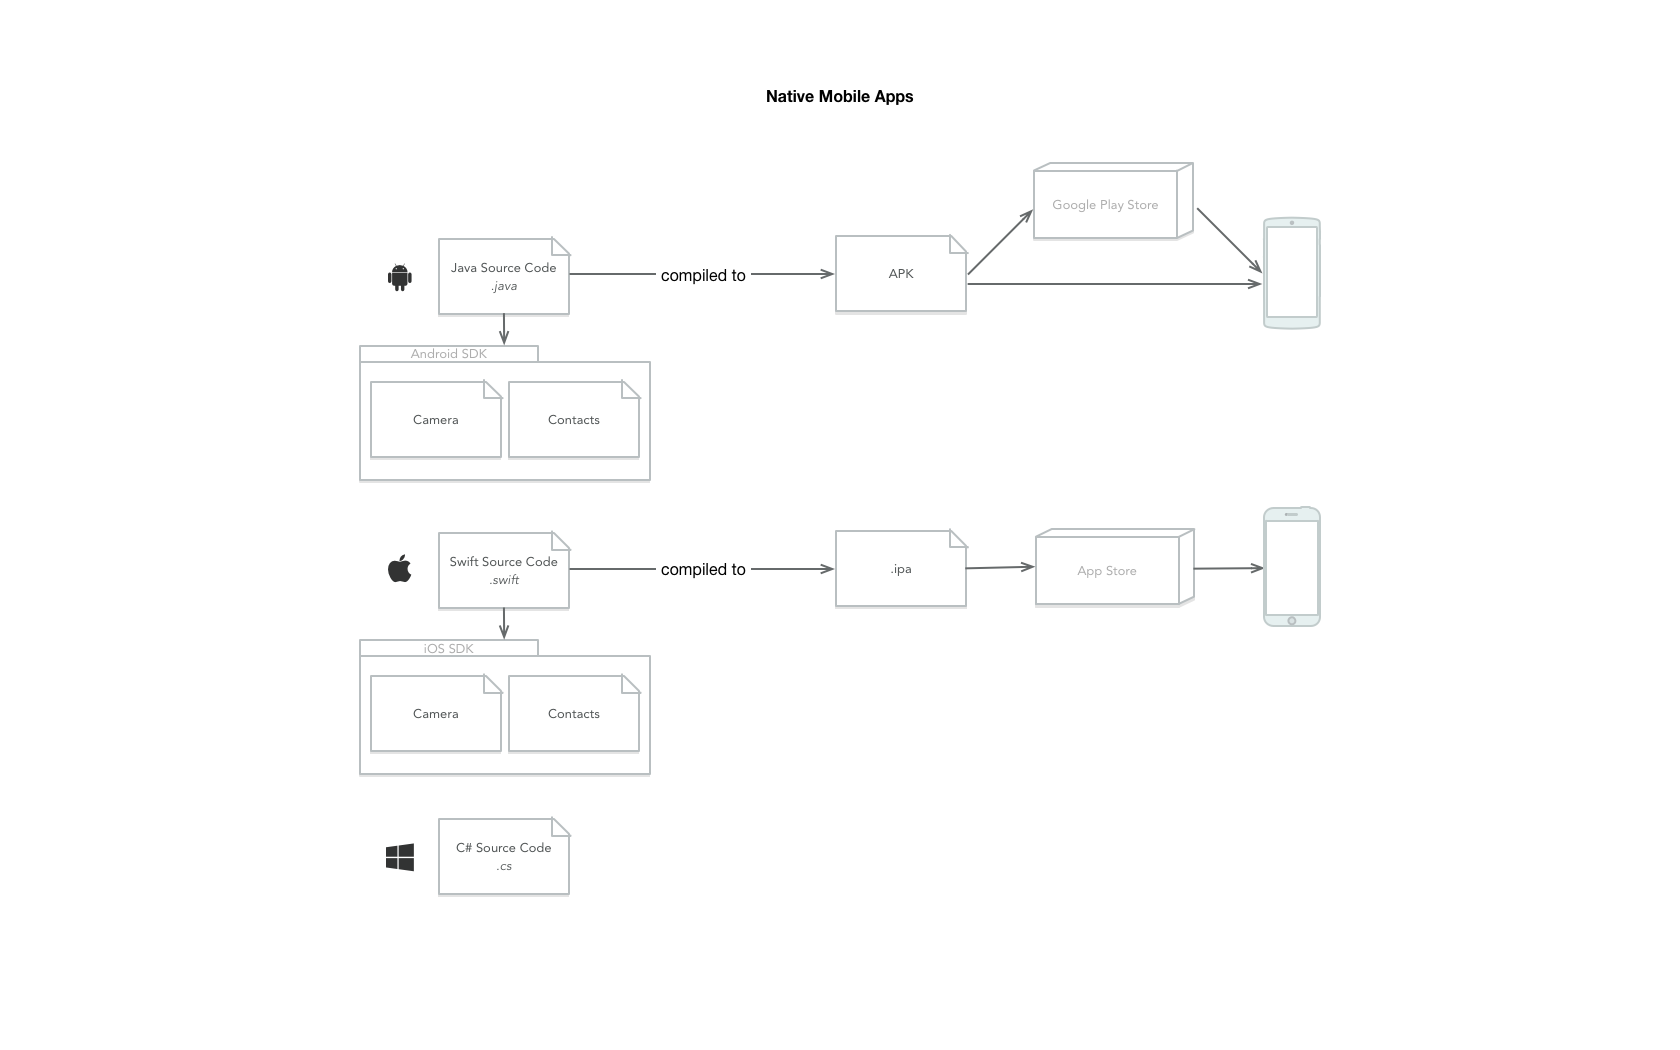 Native Mobile Apps
Google Play Store
Java Source Code
.java
compiled to
APK
Android SDK
Camera
Contacts
Swift Source Code
.swift
compiled to
.ipa
App Store
iOS SDK
Camera
Contacts
C# Source Code
.cs